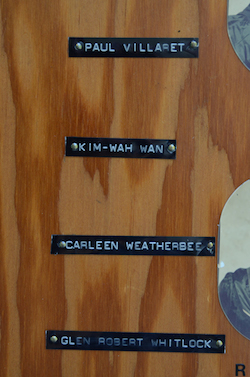 PAUL VILLARET
KIM-WAH WAN
CARLEEN WEATHERBEE
GLEN ROBERT WHITLOCK
R